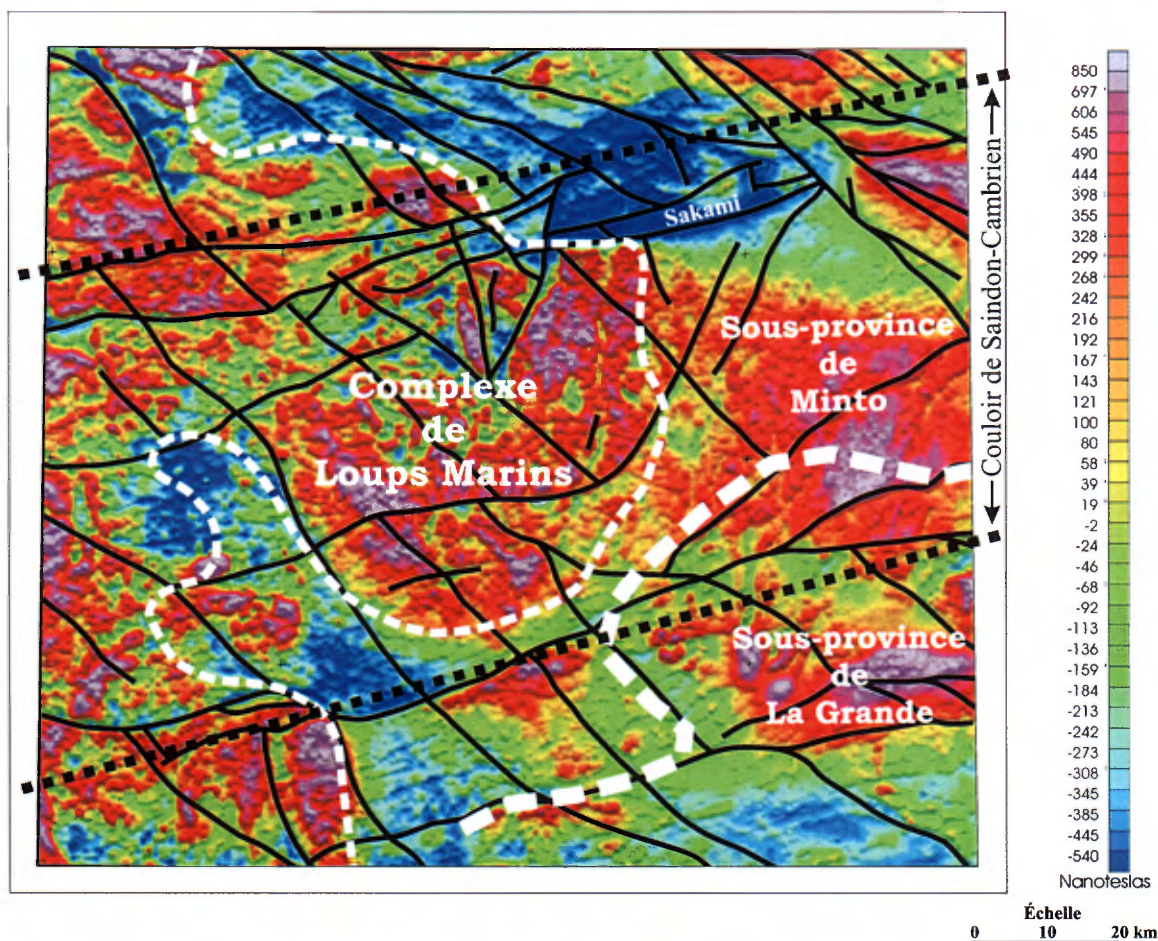 Sakami
Sous-province
de
Minto
Complexe
de
Loups Marins
Sous-province
de
La Grande
Couloir de Saindon-Cambrien
850
697
606
545
490
444
398
355
328
299
268
242
216
192
167
143
121
100
80
58
39
19
-2
-24
-46
-68
-92
-113
-136
-159
-184
-213
-242
-273
-308
-345
-385
-445
-540
Nanoteslas
Échelle
0 10 20 km